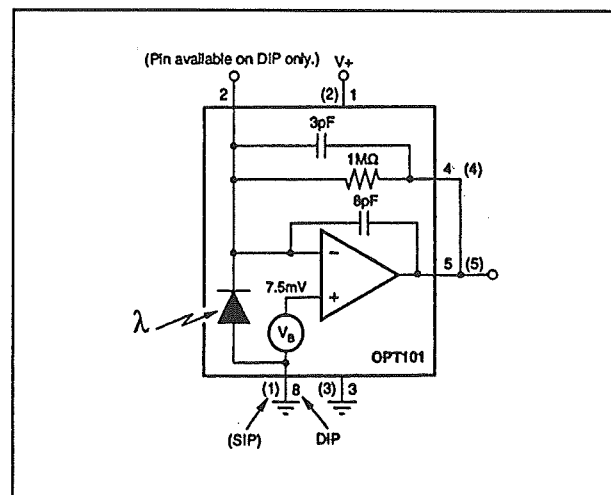 (Pin available on DIP only.) V+
2 (2) 1
3pF
1MΩ
4 (4)
8pF
−
5 (5)
7.5mV
+
λ
V_B
OPT101
(1) 8 (3) 3
(SIP) DIP